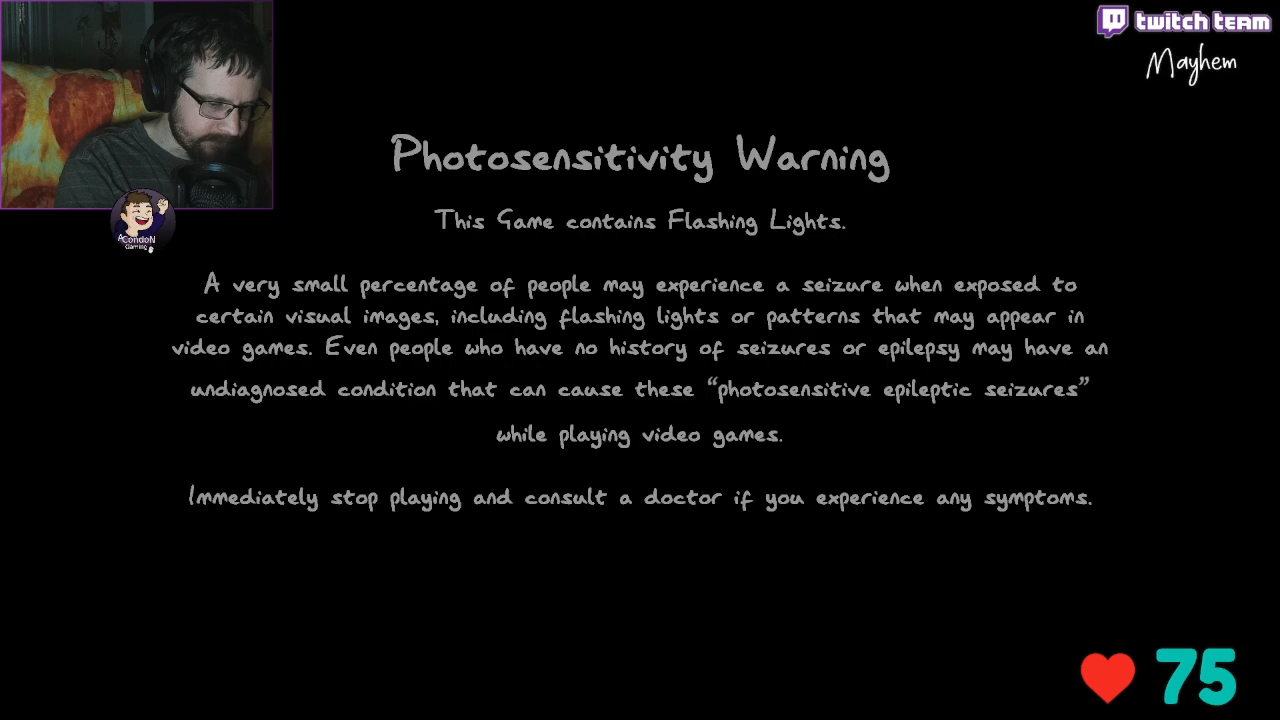 twitch team
Mayhem
Photosensitivity Warning
This Game contains Flashing Lights.
ACondoN
Gaming
A very small percentage of people may experience a seizure when exposed to
certain visual images, including flashing lights or patterns that may appear in
video games. Even people who have no history of seizures or epilepsy may have an
undiagnosed condition that can cause these “photosensitive epileptic seizures”
while playing video games.
Immediately stop playing and consult a doctor if you experience any symptoms.
75